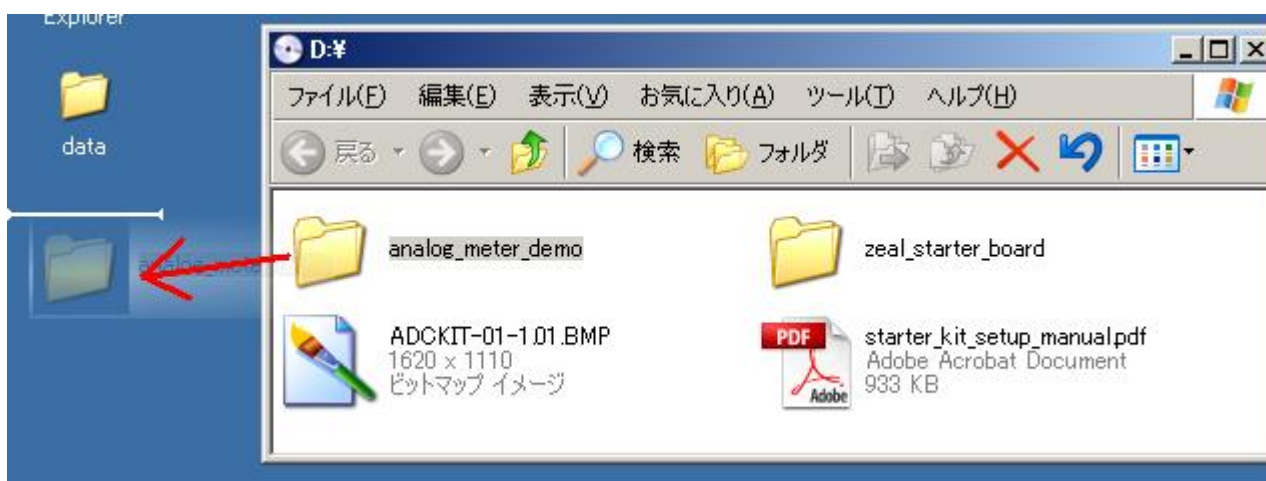 Explorer
data
D:¥
ファイル(F) 編集(E) 表示(V) お気に入り(A) ツール(T) ヘルプ(H)
戻る 検索 フォルダ
analog_meter_demo
zeal_starter_board
ADCKIT-01-1.01.BMP
1620 x 1110
ビットマップ イメージ
PDF
Adobe
starter_kit_setup_manual.pdf
Adobe Acrobat Document
933 KB